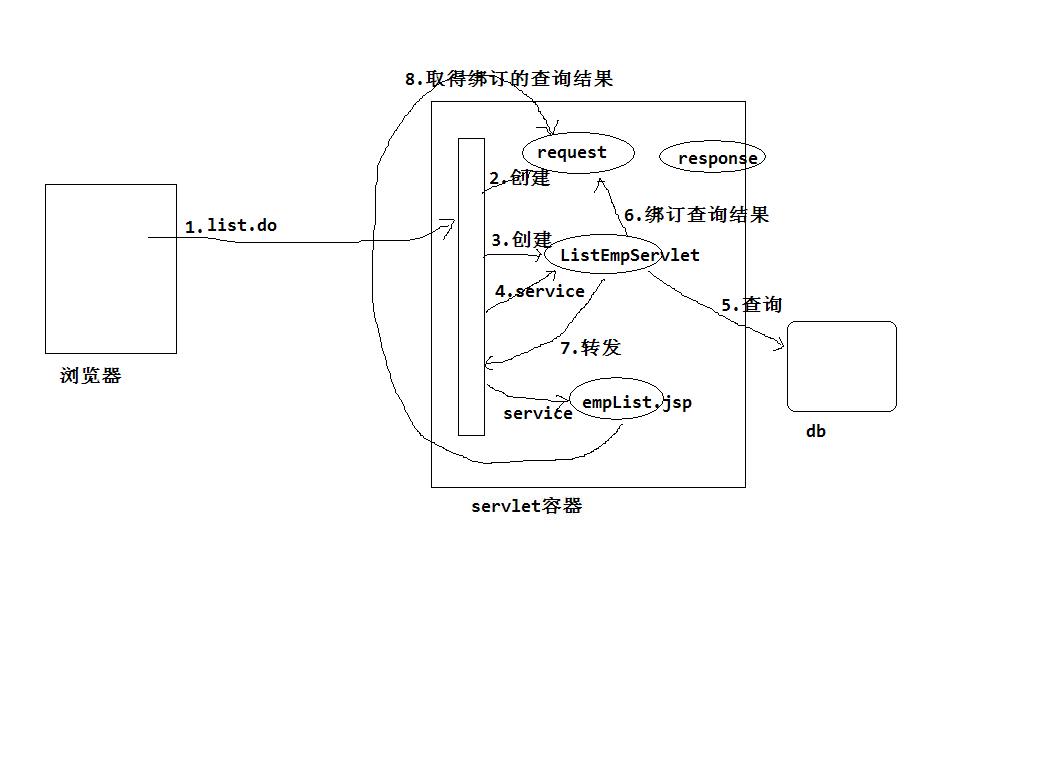 8.取得绑订的查询结果
request
response
2.创建
6.绑订查询结果
1.list.do
3.创建
ListEmpServlet
4.service
5.查询
7.转发
浏览器
empList.jsp
service
db
servlet容器